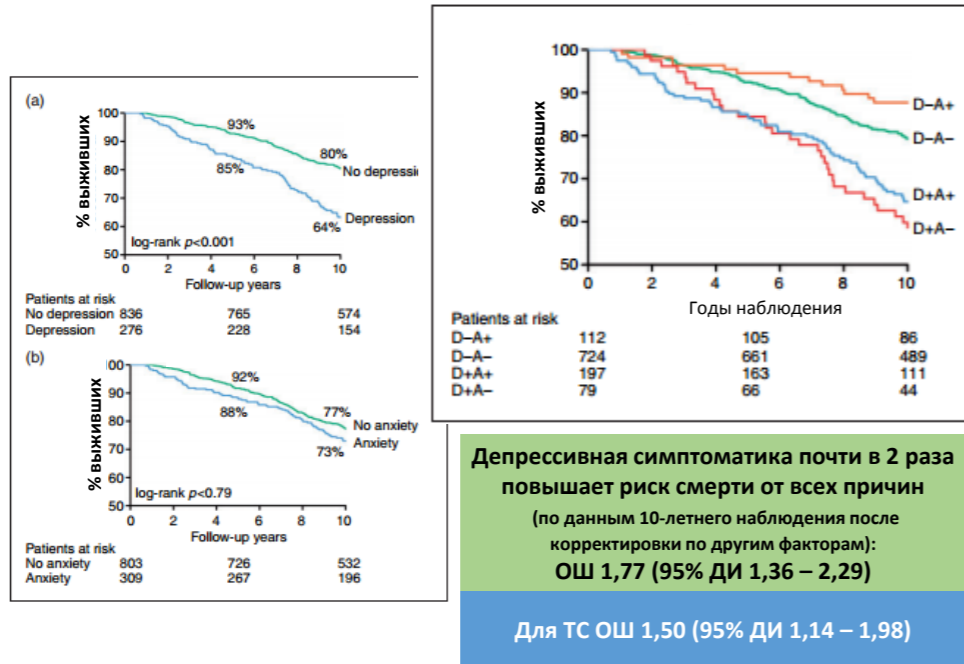 (a)
% выживших
100
90
80
70
60
50
93%
80%
No depressi
85%
Depression
64%
log-rank p<0.001
0 2 4 6 8 10
Follow-up years
Patients at risk
No depression 836 765 574
Depression 276 228 154
(b)
% выживших
100
90
80
70
60
50
92%
77%
No anxiety
88%
Anxiety
73%
log-rank p<0.79
0 2 4 6 8 10
Follow-up years
Patients at risk
No anxiety 803 726 532
Anxiety 309 267 196
% выживших
100
90
80
70
60
50
D–A+
D–A–
D+A+
D+A–
0 2 4 6 8 10
Годы наблюдения
Patients at risk
D–A+ 112 105 86
D–A– 724 661 489
D+A+ 197 163 111
D+A– 79 66 44
Депрессивная симптоматика почти в 2 раза
повышает риск смерти от всех причин
(по данным 10-летнего наблюдения после
корректировки по другим факторам):
ОШ 1,77 (95% ДИ 1,36 – 2,29)
Для ТС ОШ 1,50 (95% ДИ 1,14 – 1,98)